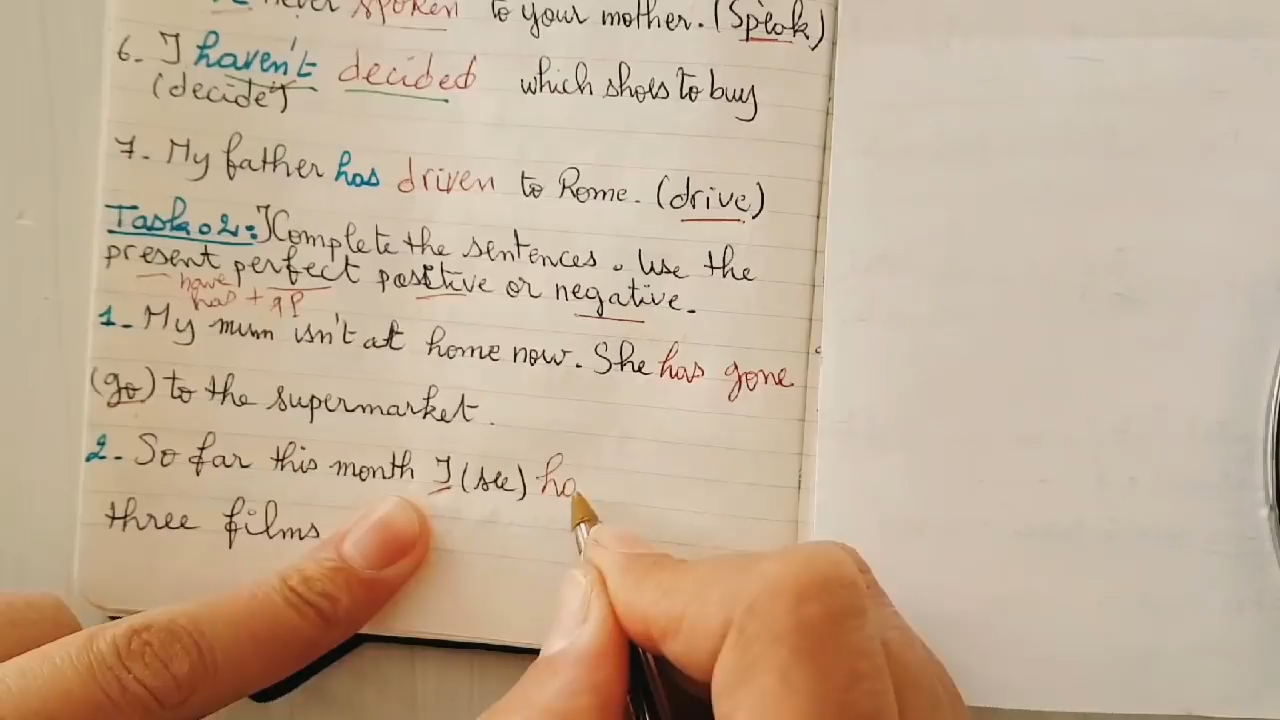 never spoken to your mother. (Speak)
6. I haven't decided which shoes to buy
(decide)
7. My father has driven to Rome. (drive)
Task 02: Complete the sentences. Use the
present perfect positive or negative.
have
has + pp
1. My mum isn't at home now. She has gone
(go) to the supermarket.
2. So far this month I (see) ha
three films